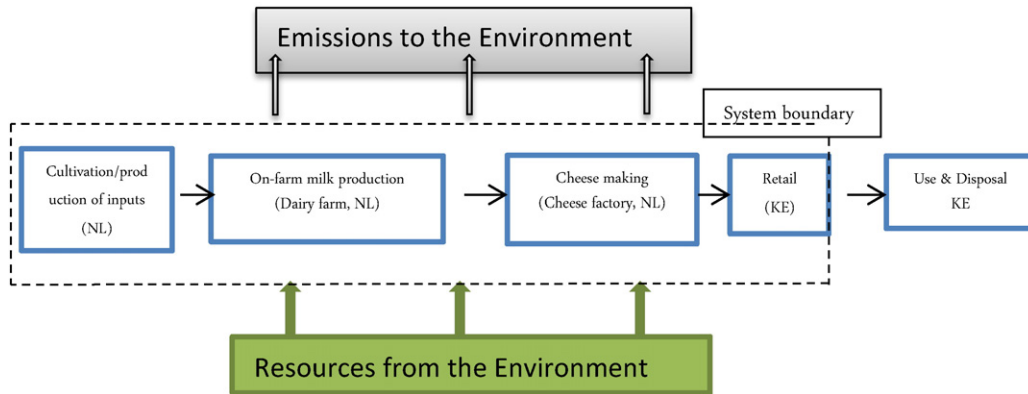 Emissions to the Environment
System boundary
Cultivation/prod
uction of inputs
(NL)
On-farm milk production
(Dairy farm, NL)
Cheese making
(Cheese factory, NL)
Retail
(KE)
Use & Disposal
KE
Resources from the Environment